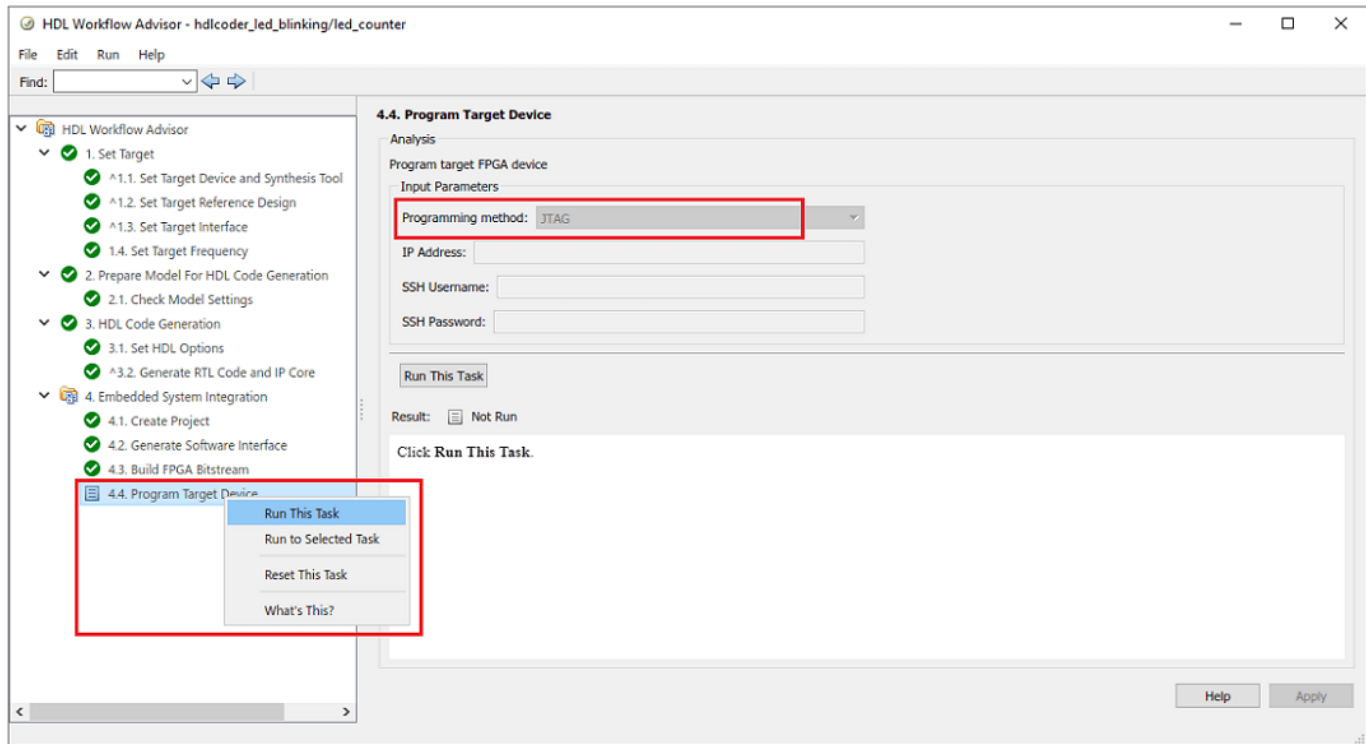 HDL Workflow Advisor - hdlcoder_led_blinking/led_counter
File Edit Run Help
Find:
HDL Workflow Advisor
1. Set Target
^1.1. Set Target Device and Synthesis Tool
^1.2. Set Target Reference Design
^1.3. Set Target Interface
1.4. Set Target Frequency
2. Prepare Model For HDL Code Generation
2.1. Check Model Settings
3. HDL Code Generation
3.1. Set HDL Options
^3.2. Generate RTL Code and IP Core
4. Embedded System Integration
4.1. Create Project
4.2. Generate Software Interface
4.3. Build FPGA Bitstream
4.4. Program Target Device
Run This Task
Run to Selected Task
Reset This Task
What's This?
4.4. Program Target Device
Analysis
Program target FPGA device
Input Parameters
Programming method: JTAG
IP Address:
SSH Username:
SSH Password:
Run This Task
Result: Not Run
Click Run This Task.
Help Apply